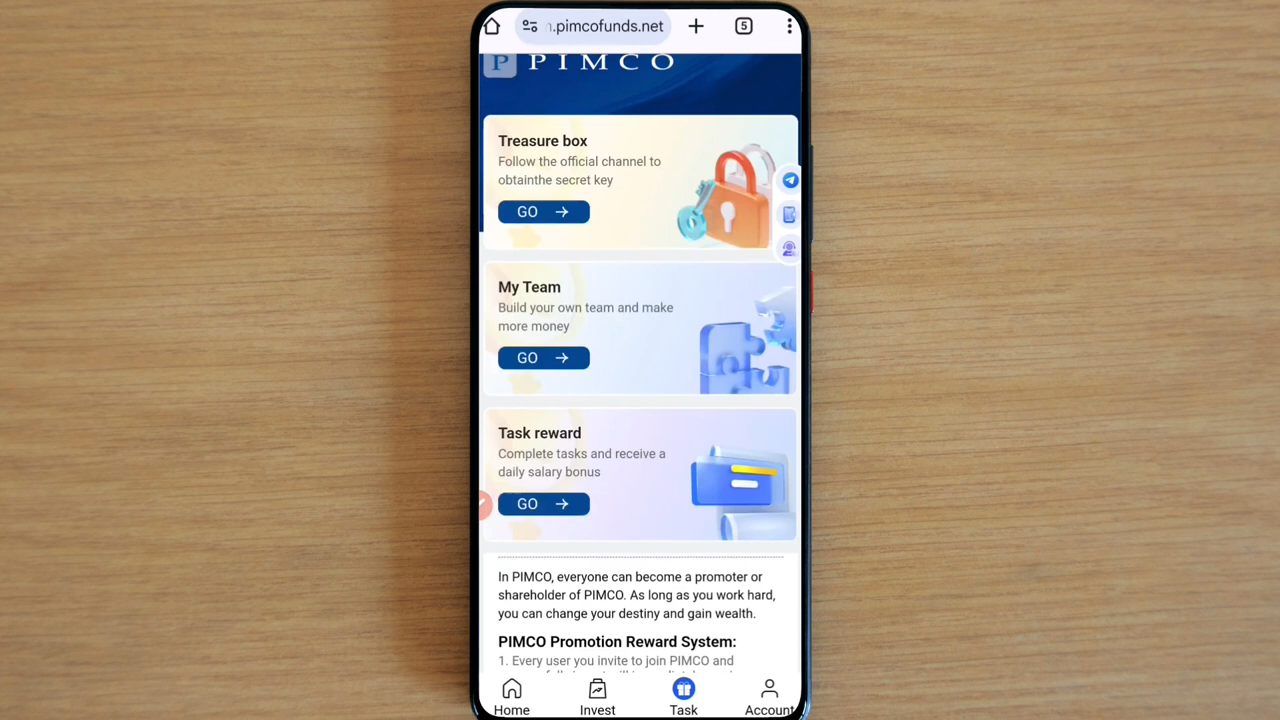 .pimcofunds.net
5
P PIMCO
Treasure box
Follow the official channel to
obtainthe secret key
GO
My Team
Build your own team and make
more money
GO
Task reward
Complete tasks and receive a
daily salary bonus
GO
In PIMCO, everyone can become a promoter or
shareholder of PIMCO. As long as you work hard,
you can change your destiny and gain wealth.
PIMCO Promotion Reward System:
1. Every user you invite to join PIMCO and
Home
Invest
Task
Account